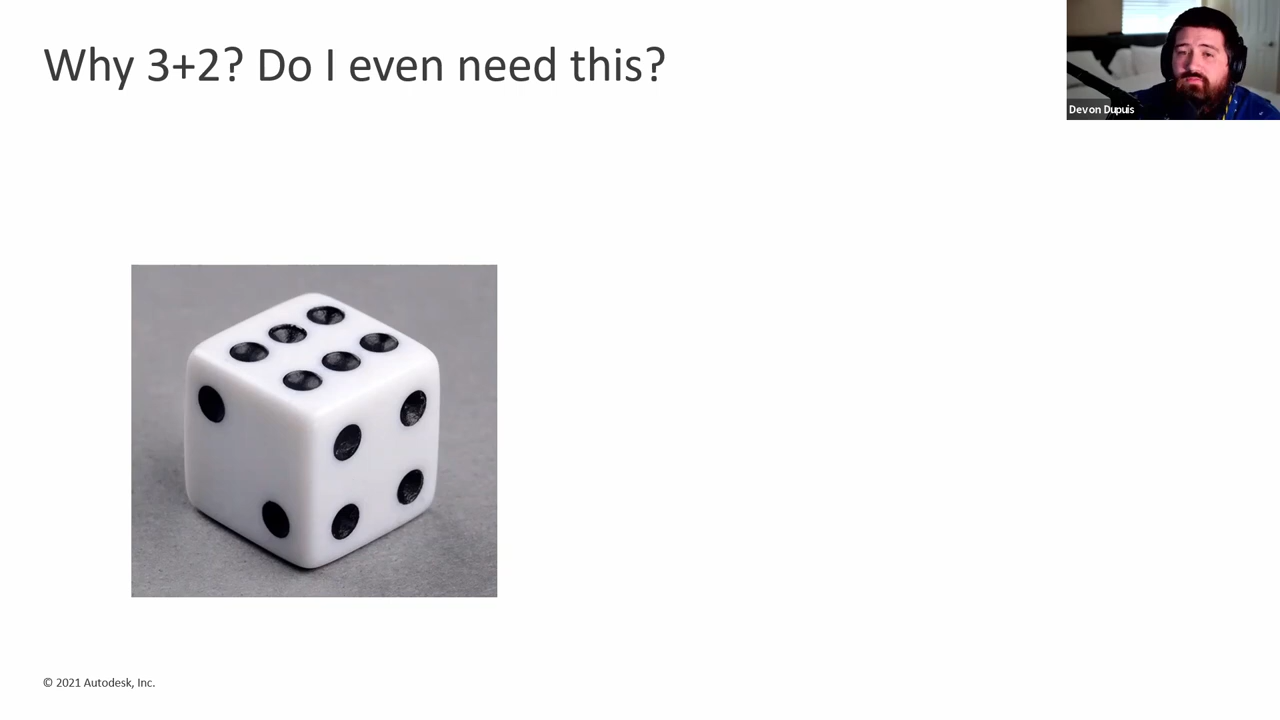 Why 3+2? Do I even need this?
Devon Dupuis
© 2021 Autodesk, Inc.